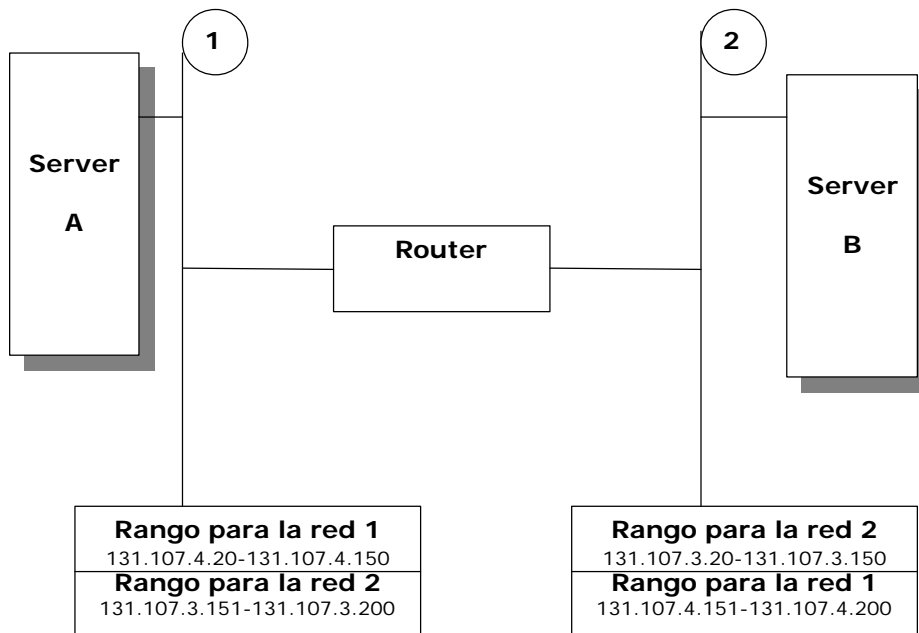 1
2
Server
A
Router
Server
B
Rango para la red 1
131.107.4.20-131.107.4.150
Rango para la red 2
131.107.3.151-131.107.3.200
Rango para la red 2
131.107.3.20-131.107.3.150
Rango para la red 1
131.107.4.151-131.107.4.200